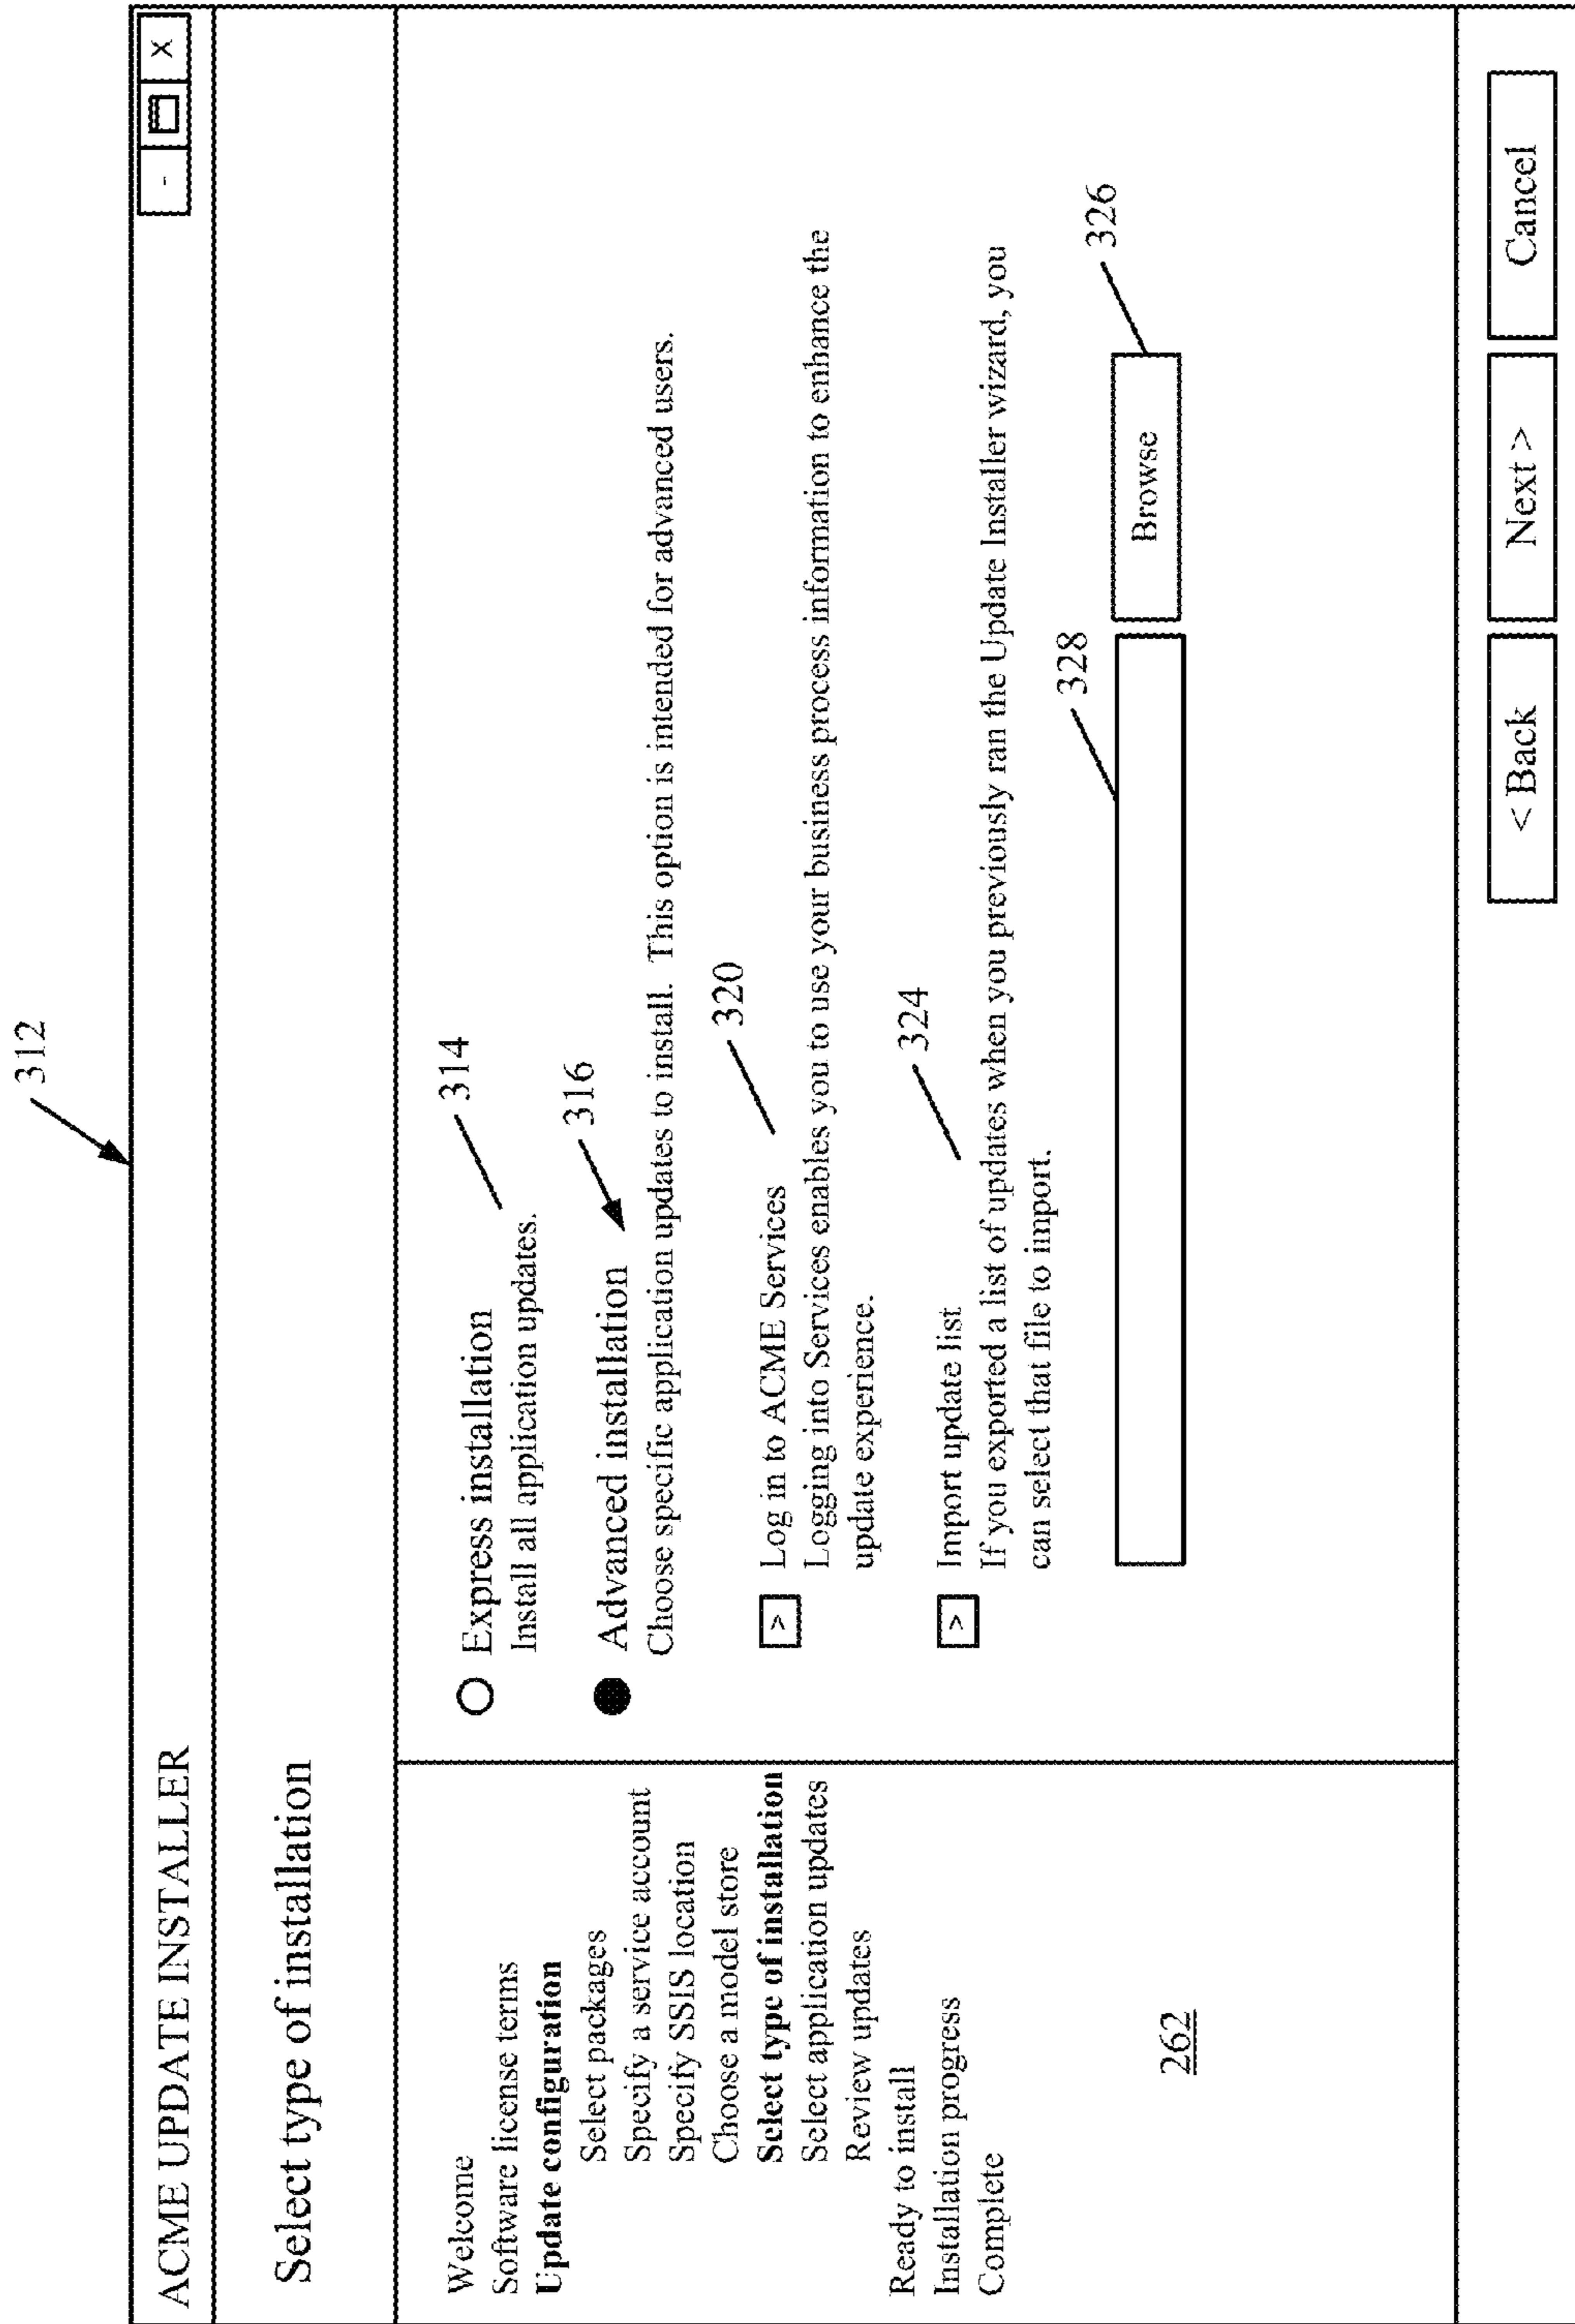 312
ACME UPDATE INSTALLER
- X
Select type of installation
Welcome
Software license terms
Update configuration
Select packages
Specify a service account
Specify SSIS location
Choose a model store
Select type of installation
Select application updates
Review updates
Ready to install
Installation progress
Complete
262
Express installation
314
Install all application updates.
Advanced installation
316
Choose specific application updates to install. This option is intended for advanced users.
320
> Log in to ACME Services
Logging into Services enables you to use your business process information to enhance the
update experience.
324
> Import update list
If you exported a list of updates when you previously ran the Update Installer wizard, you
can select that file to import.
328
326
Browse
< Back
Next >
Cancel